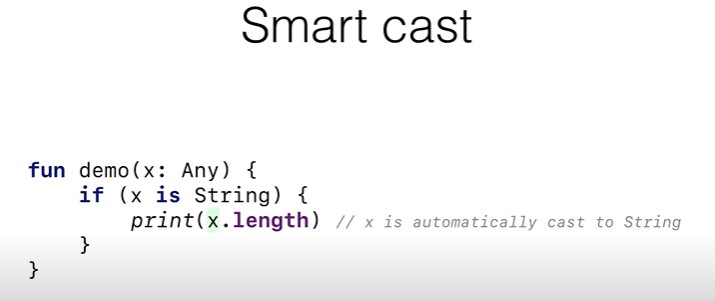 Smart cast
fun demo(x: Any) {
    if (x is String) {
        print(x.length) // x is automatically cast to String
    }
}